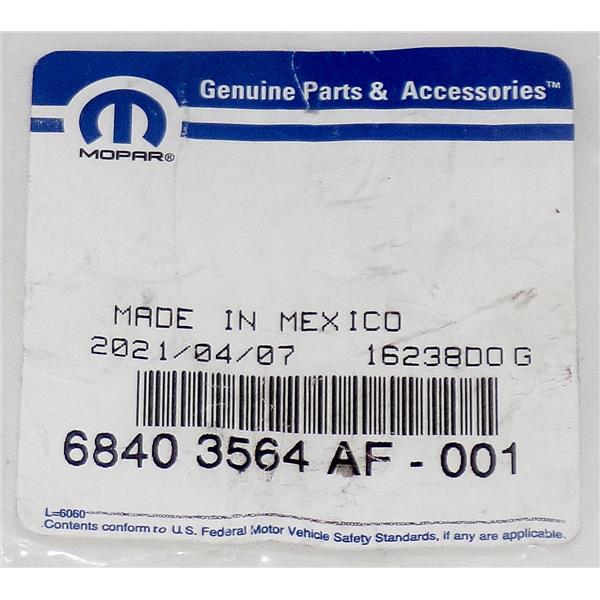 Genuine Parts & Accessories™
MOPAR®
MADE IN MEXICO
2021/04/07 16238DO G
6840 3564 AF - 001
L=6060
Contents conform to U.S. Federal Motor Vehicle Safety Standards, if any are applicable.